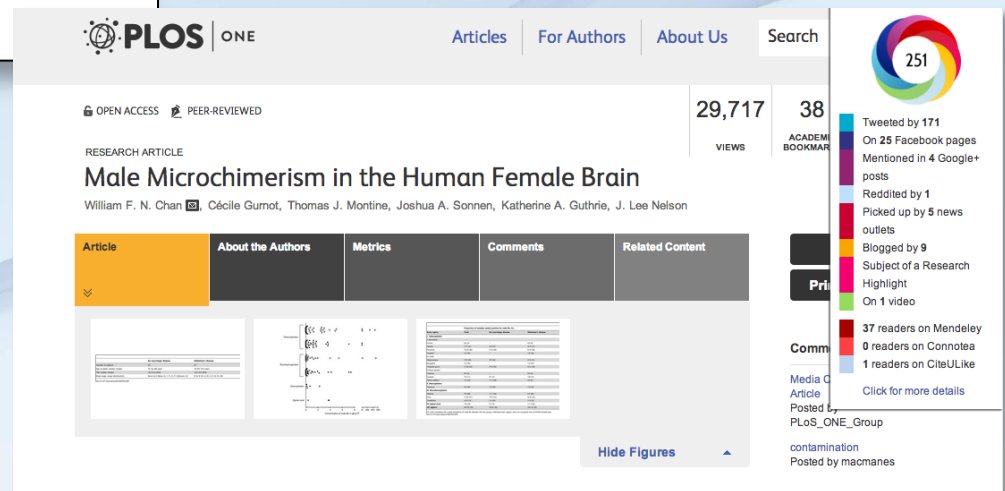 PLOS ONE
Articles
For Authors
About Us
Search
OPEN ACCESS
PEER-REVIEWED
29,717
VIEWS
38
RESEARCH ARTICLE
Male Microchimerism in the Human Female Brain
William F. N. Chan, Cécile Gurnot, Thomas J. Montine, Joshua A. Sonnen, Katherine A. Guthrie, J. Lee Nelson
Article
About the Authors
Metrics
Comments
Related Content
Hide Figures
Media
Article
Posted by
PLoS_ONE_Group
contamination
Posted by macmanes
251
Tweeted by 171
On 25 Facebook pages
Mentioned in 4 Google+
posts
Reddited by 1
Picked up by 5 news
outlets
Blogged by 9
Subject of a Research
Highlight
On 1 video
37 readers on Mendeley
0 readers on Connotea
1 readers on CiteULike
Click for more details